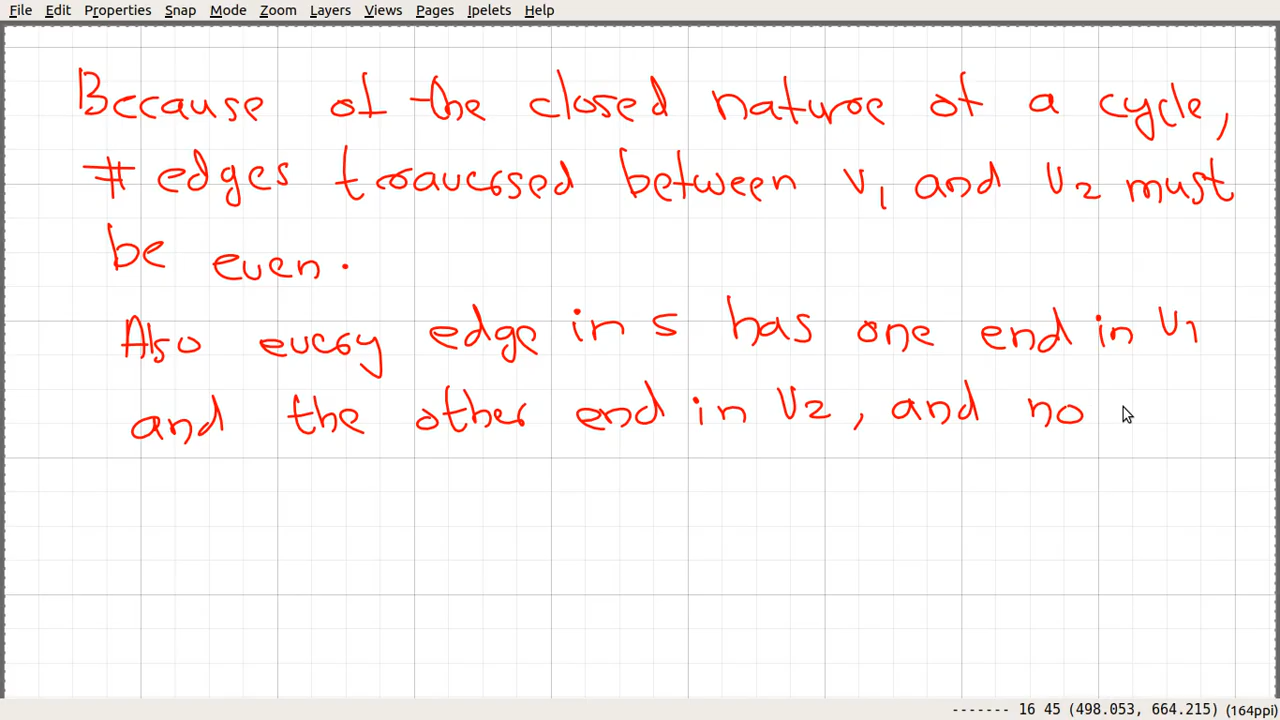 File Edit Properties Snap Mode Zoom Layers Views Pages Ipelets Help
Because of the closed nature of a cycle,
# edges traversed between V1 and V2 must
be even.
Also every edge in S has one end in V1
and the other end in V2, and no
------- 16 45 (498.053, 664.215) (164ppi)